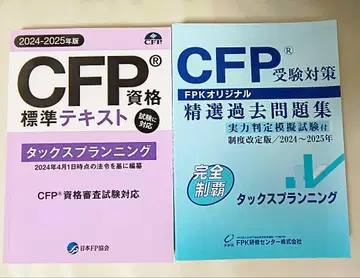 2024-2025年版
CFP
CFP®資格
標準テキスト
試験に対応
タックスプランニング
2024年4月1日時点の法令を基に編纂
CFP®資格審査試験対応
日本FP協会
CFP®受験対策
FPKオリジナル
精選過去問題集
実力判定模擬試験付
制度改定版/2024～2025年
完全制覇
タックスプランニング
FPK
FPK研修センター株式会社